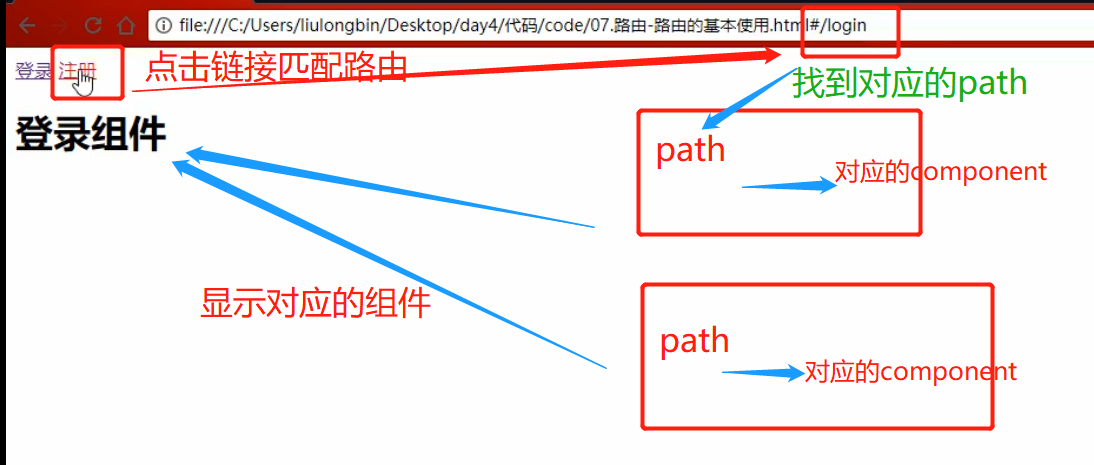 file:///C:/Users/liulongbin/Desktop/day4/代码/code/07.路由-路由的基本使用.html#/login
登录 注册
点击链接匹配路由
找到对应的path
登录组件
path
对应的component
显示对应的组件
path
对应的component